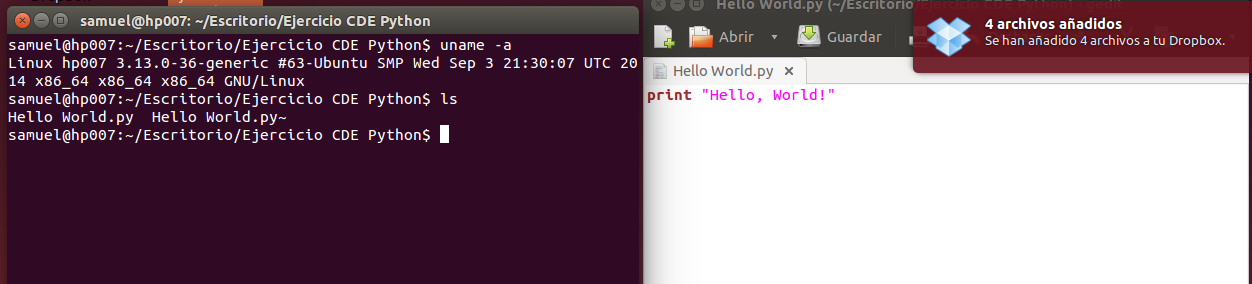 samuel@hp007: ~/Escritorio/Ejercicio CDE Python
samuel@hp007:~/Escritorio/Ejercicio CDE Python$ uname -a
Linux hp007 3.13.0-36-generic #63-Ubuntu SMP Wed Sep 3 21:30:07 UTC 20
14 x86_64 x86_64 x86_64 GNU/Linux
samuel@hp007:~/Escritorio/Ejercicio CDE Python$ ls
Hello World.py  Hello World.py~
samuel@hp007:~/Escritorio/Ejercicio CDE Python$
Hello World.py (~/Escritorio/Ejercicio CDE Python) - gedit
Abrir Guardar
Hello World.py
print "Hello, World!"
4 archivos añadidos
Se han añadido 4 archivos a tu Dropbox.